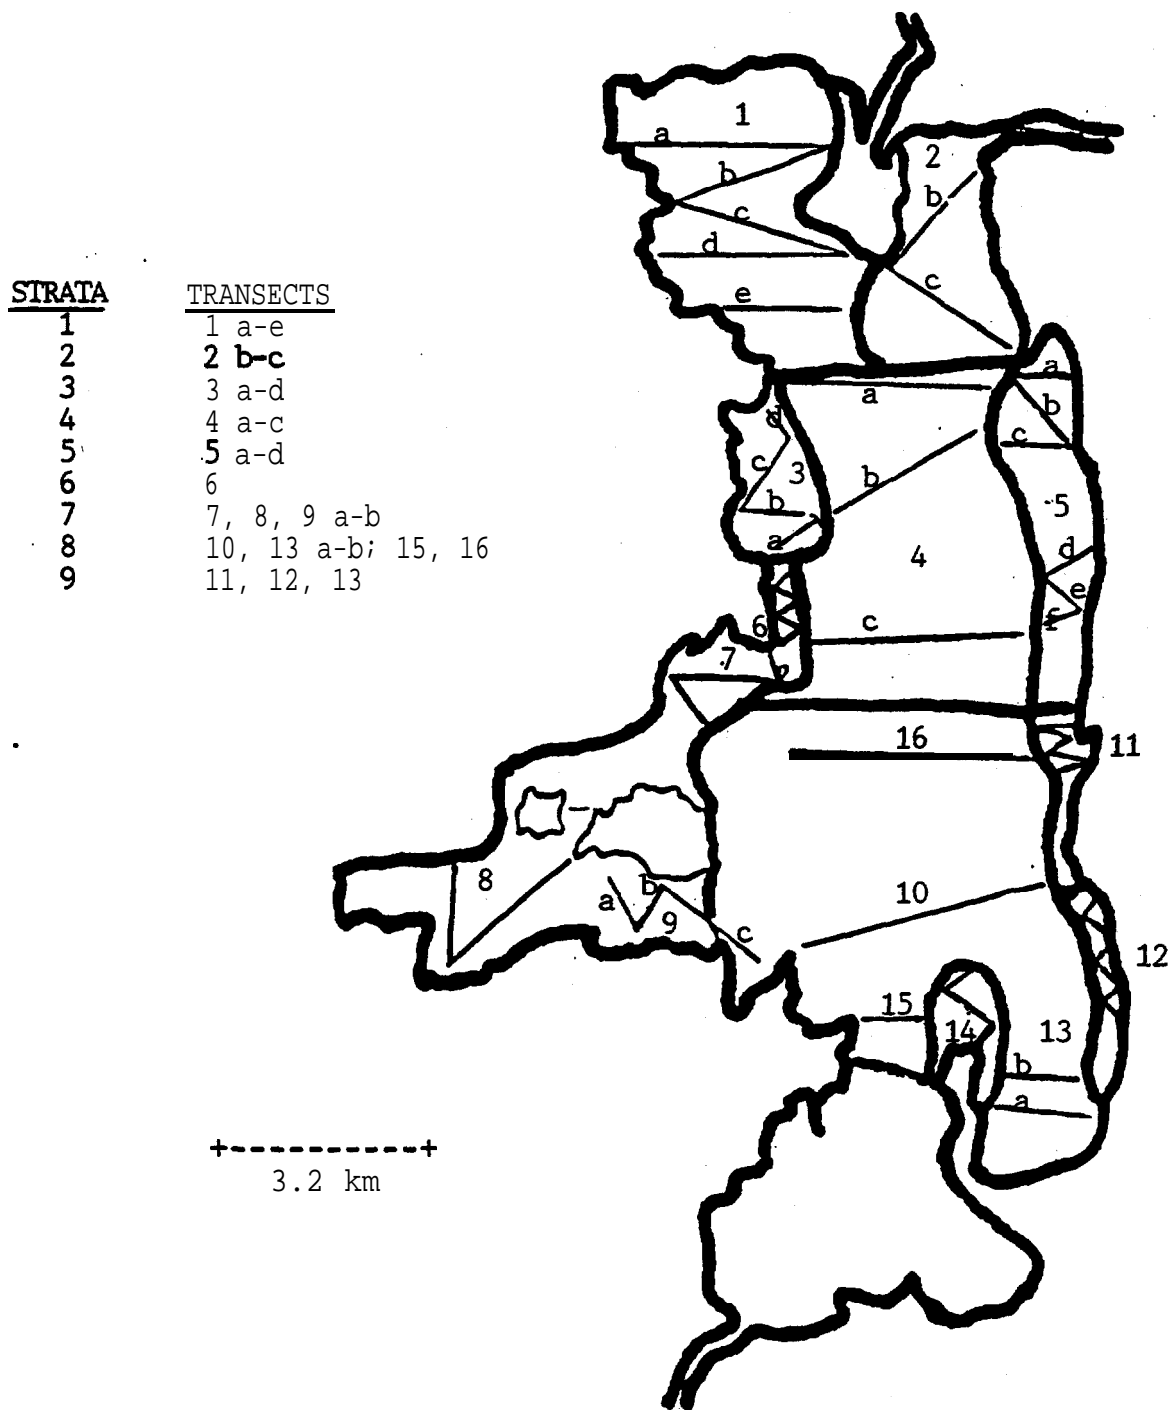 STRATA TRANSECTS
1 1 a-e
2 2 b-c
3 3 a-d
4 4 a-c
5 5 a-d
6 6
7 7, 8, 9 a-b
8 10, 13 a-b; 15, 16
9 11, 12, 13
1
a
2
b
b
c
d
c
e
a
a
b
d
c
c
3
b
b
5
a
d
4
e
f
6
c
7
16
11
8
b
10
a
9
c
12
15
14
13
b
a
3.2 km